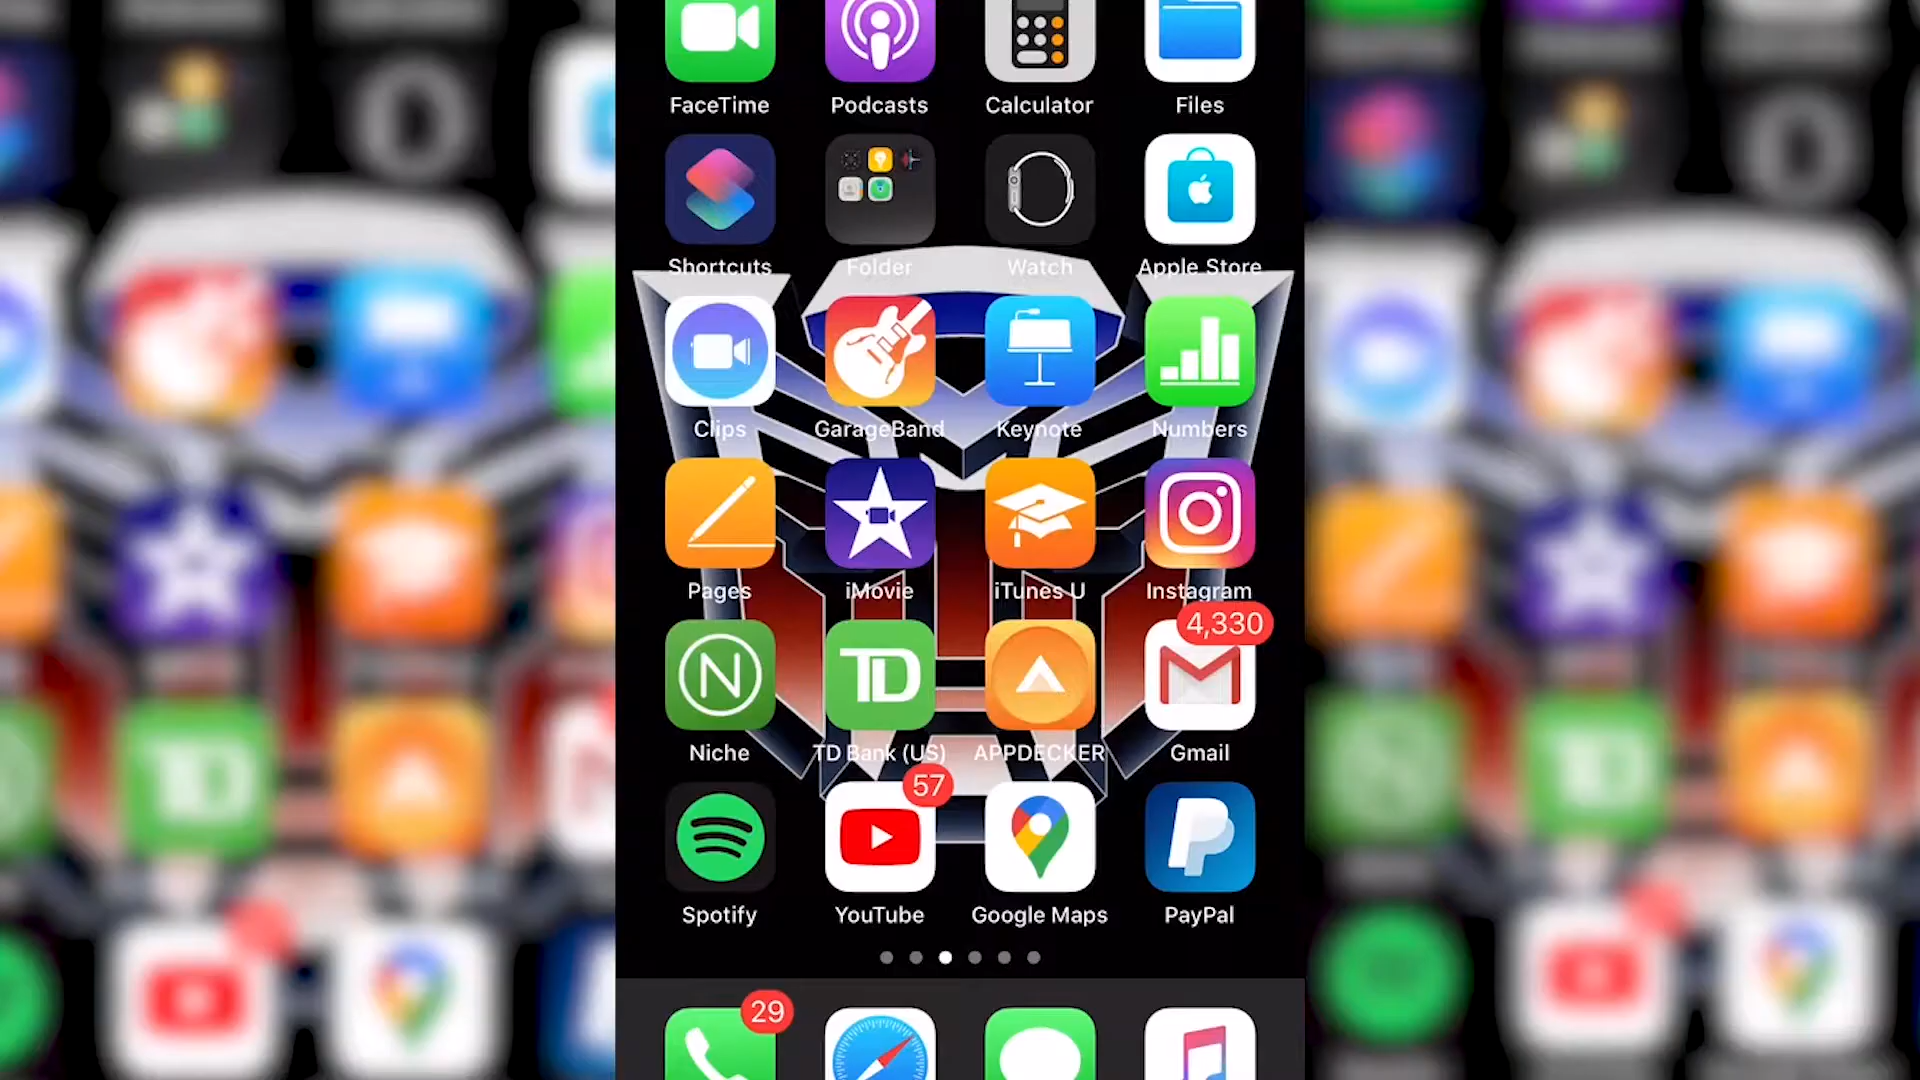 FaceTime Podcasts Calculator Files
Shortcuts Folder Watch Apple Store
Clips GarageBand Keynote Numbers
Pages iMovie iTunes U Instagram
4,330
N TD
Niche TD Bank (US) APPDECKER Gmail
57
Spotify YouTube Google Maps PayPal
29